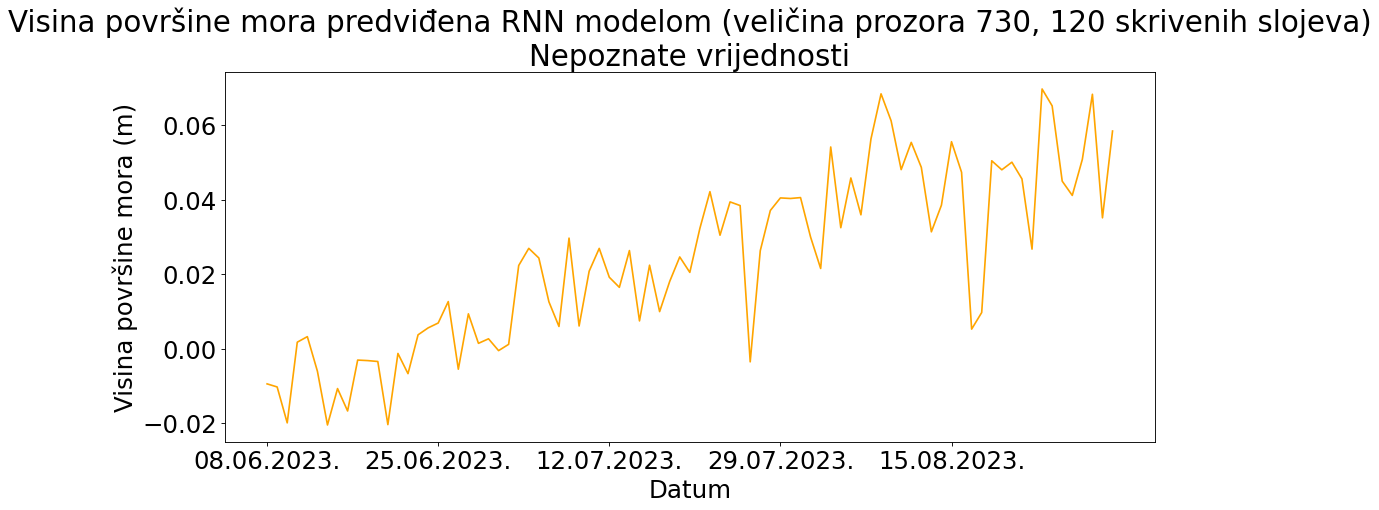 Visina površine mora predviđena RNN modelom (veličina prozora 730, 120 skrivenih slojeva)
Nepoznate vrijednosti
Visina površine mora (m)
0.06
0.04
0.02
0.00
−0.02
08.06.2023. 25.06.2023. 12.07.2023. 29.07.2023. 15.08.2023.
Datum